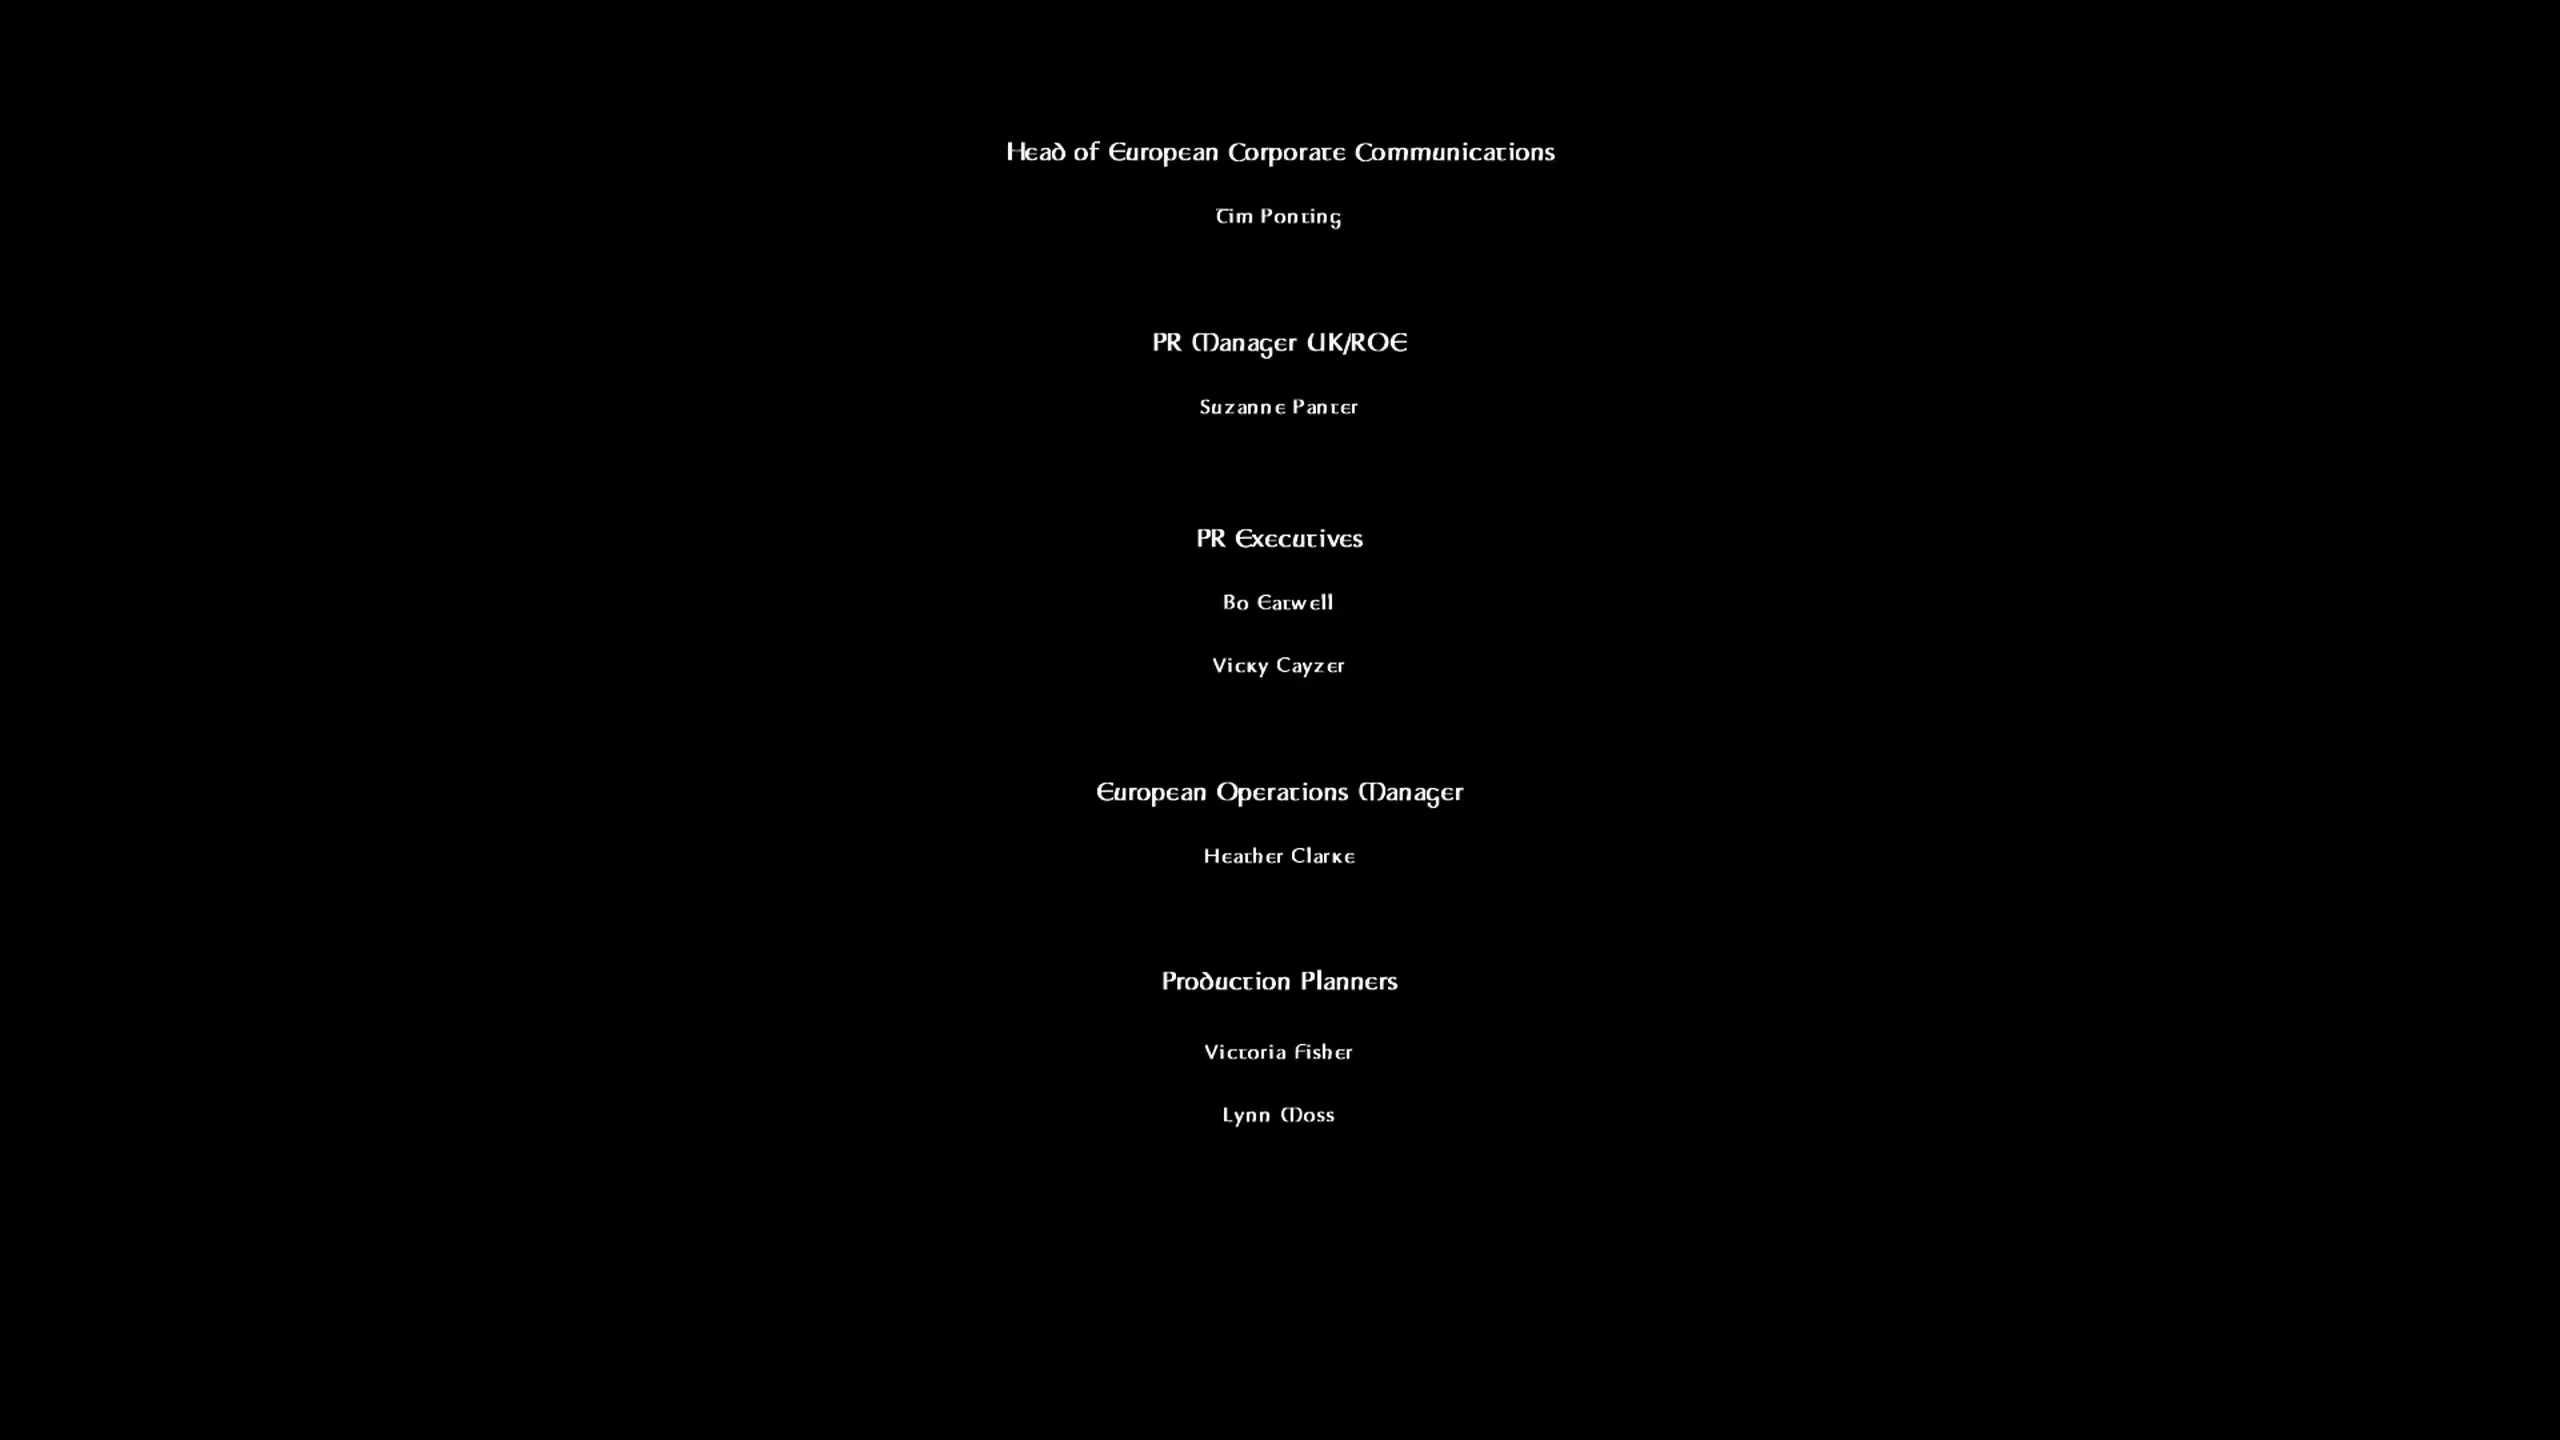 Head of European Corporate Communications
Tim Ponting
PR Manager UK/ROE
Suzanne Panter
PR Executives
Bo Eatwell
Vicky Cayzer
European Operations Manager
Heather Clarke
Production Planners
Victoria Fisher
Lynn Moss